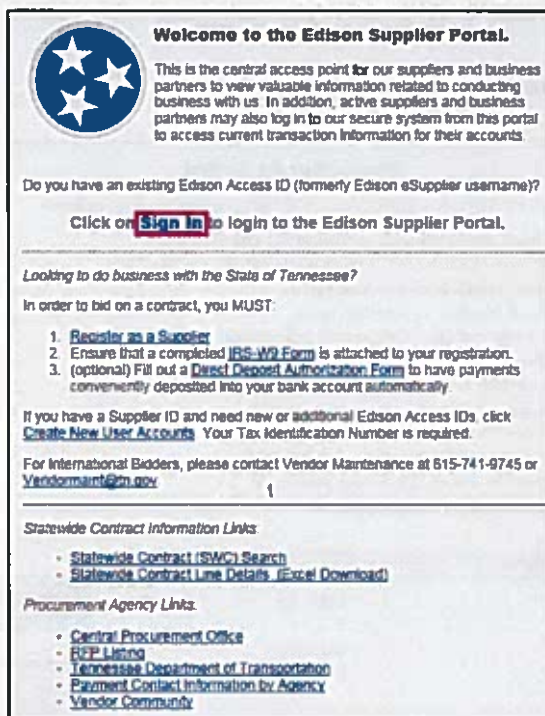 Welcome to the Edison Supplier Portal.
This is the central access point for our suppliers and business
partners to view valuable information related to conducting
business with us. In addition, active suppliers and business
partners may also log in to our secure system from this portal
to access current transaction information for their accounts.
Do you have an existing Edison Access ID (formerly Edison eSupplier username)?
Click on Sign In to login to the Edison Supplier Portal.
Looking to do business with the State of Tennessee?
In order to bid on a contract, you MUST:
1. Register as a Supplier
2. Ensure that a completed IRS-W9 Form is attached to your registration.
3. (optional) Fill out a Direct Deposit Authorization Form to have payments
conveniently deposited into your bank account automatically.
If you have a Supplier ID and need new or additional Edison Access IDs, click
Create New User Accounts. Your Tax Identification Number is required.
For International Bidders, please contact Vendor Maintenance at 615-741-9745 or
Vendormaint@tn.gov
Statewide Contract Information Links
• Statewide Contract (SWC) Search
• Statewide Contract Line Details (Excel Download)
Procurement Agency Links:
• Central Procurement Office
• RFP Listing
• Tennessee Department of Transportation
• Payment Contact Information by Agency
• Vendor Community